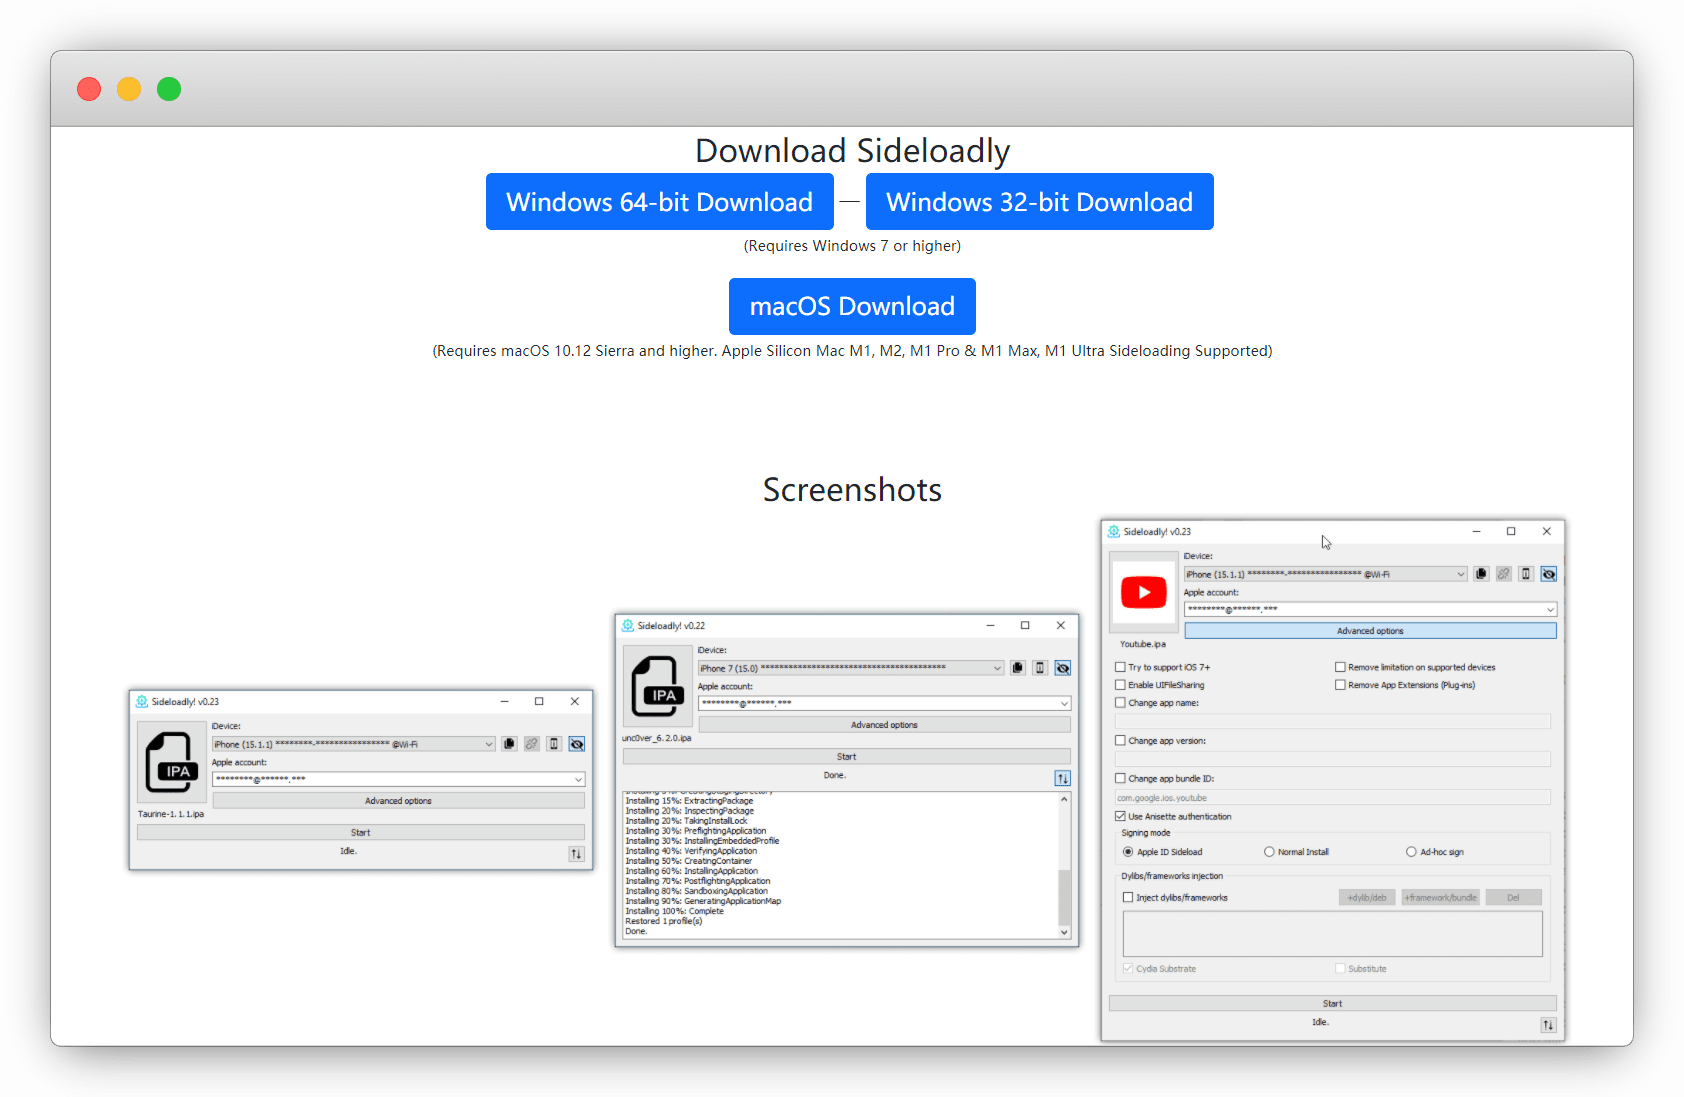 Download Sideloadly
Windows 64-bit Download — Windows 32-bit Download
(Requires Windows 7 or higher)
macOS Download
(Requires macOS 10.12 Sierra and higher. Apple Silicon Mac M1, M2, M1 Pro & M1 Max, M1 Ultra Sideloading Supported)
Screenshots
Sideloadly! v0.23
iDevice:
iPhone (15.1.1) ********-**************** @Wi-Fi
IPA
Apple account:
********@******.***
Advanced options
Taurine-1.1.1.ipa
Start
Idle.
Sideloadly! v0.22
iDevice:
iPhone 7 (15.0) ****************************************
IPA
Apple account:
********@******.***
Advanced options
unc0ver_6.2.0.ipa
Start
Done.
Installing 15%: ExtractingPackage
Installing 20%: InspectingPackage
Installing 20%: TakingInstallLock
Installing 30%: PreflightingApplication
Installing 30%: InstallingEmbeddedProfile
Installing 40%: VerifyingApplication
Installing 50%: CreatingContainer
Installing 60%: InstallingApplication
Installing 70%: PostflightingApplication
Installing 80%: SandboxingApplication
Installing 90%: GeneratingApplicationMap
Installing 100%: Complete
Restored 1 profile(s)
Done.
Sideloadly! v0.23
iDevice:
iPhone (15.1.1) ********-**************** @Wi-Fi
Apple account:
********@******.***
Advanced options
Youtube.ipa
Try to support iOS 7+ Remove limitation on supported devices
Enable UIFileSharing Remove App Extensions (Plug-ins)
Change app name:
Change app version:
Change app bundle ID:
com.google.ios.youtube
Use Anisette authentication
Signing mode
Apple ID Sideload Normal Install Ad-hoc sign
Dylibs/frameworks injection
Inject dylibs/frameworks +dylib/deb +framework/bundle Del
Cydia Substrate Substitute
Start
Idle.